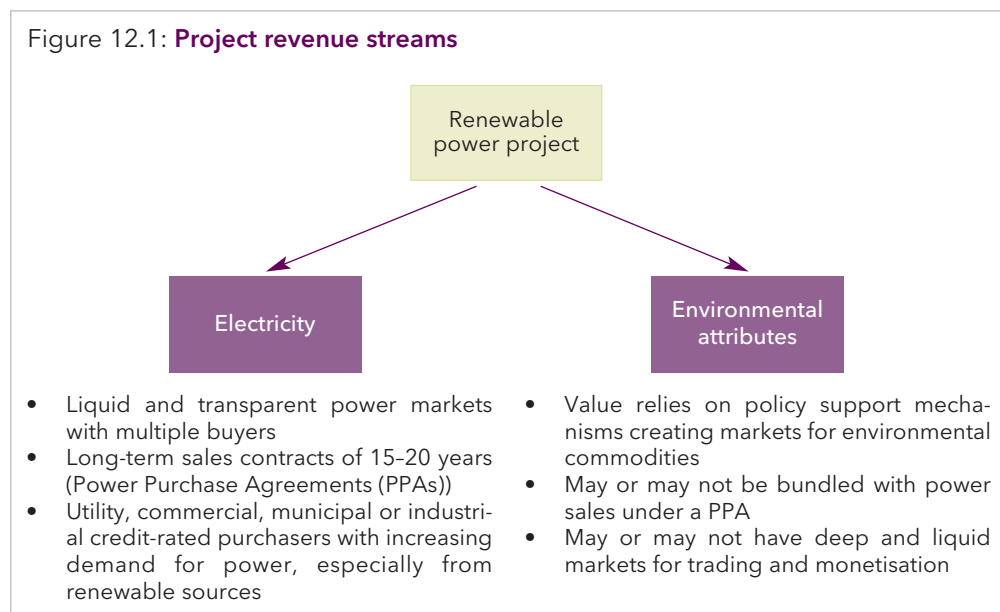 Figure 12.1: Project revenue streams
Renewable
power project
Electricity
• Liquid and transparent power markets
with multiple buyers
• Long-term sales contracts of 15–20 years
(Power Purchase Agreements (PPAs))
• Utility, commercial, municipal or industri-
al credit-rated purchasers with increasing
demand for power, especially from
renewable sources
Environmental
attributes
• Value relies on policy support mecha-
nisms creating markets for environmental
commodities
• May or may not be bundled with power
sales under a PPA
• May or may not have deep and liquid
markets for trading and monetisation